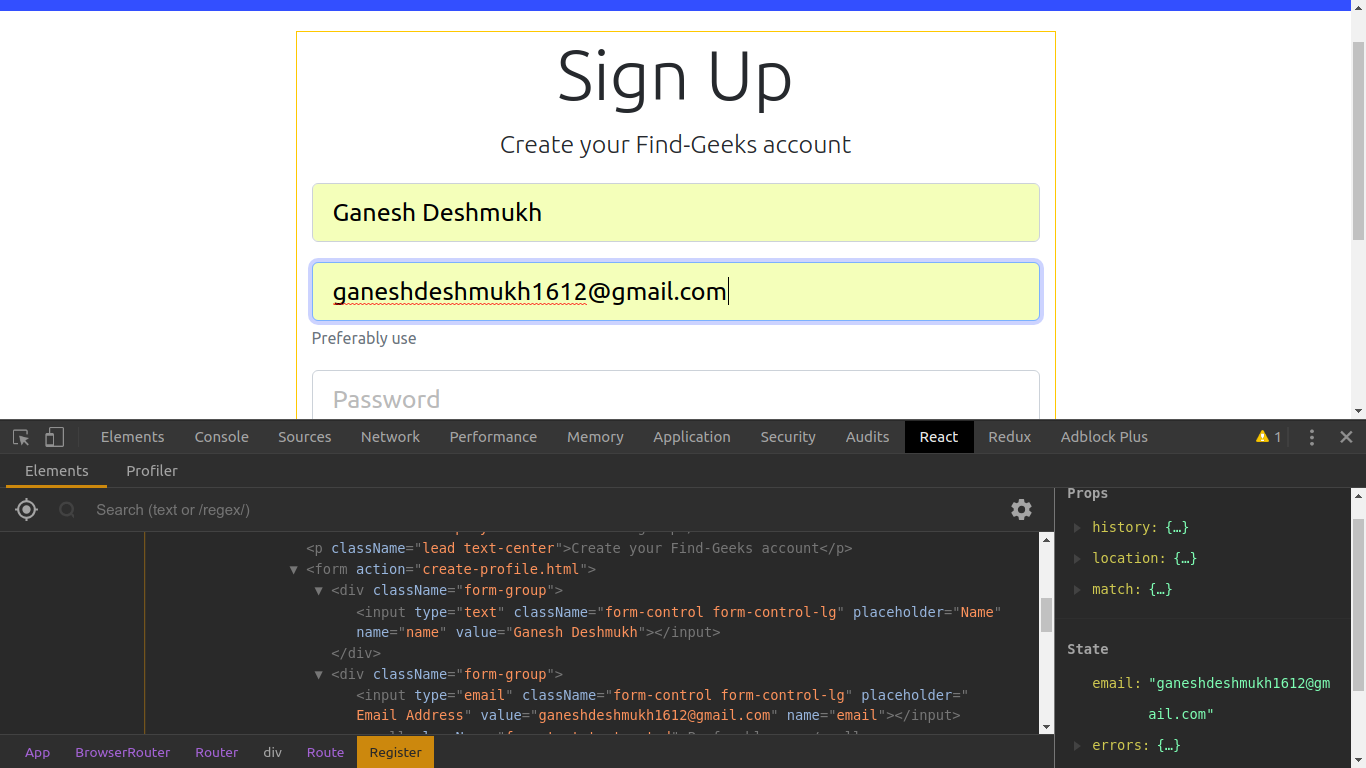 Sign Up
Create your Find-Geeks account
Ganesh Deshmukh
ganeshdeshmukh1612@gmail.com
Preferably use
Password
Elements Console Sources Network Performance Memory Application Security Audits React Redux Adblock Plus 1
Elements Profiler
Search (text or /regex/)
<p className="lead text-center">Create your Find-Geeks account</p>
<form action="create-profile.html">
<div className="form-group">
<input type="text" className="form-control form-control-lg" placeholder="Name"
name="name" value="Ganesh Deshmukh"></input>
</div>
<div className="form-group">
<input type="email" className="form-control form-control-lg" placeholder="
Email Address" value="ganeshdeshmukh1612@gmail.com" name="email"></input>
App BrowserRouter Router div Route Register
Props
history: {…}
location: {…}
match: {…}
State
email: "ganeshdeshmukh1612@gm
ail.com"
errors: {…}